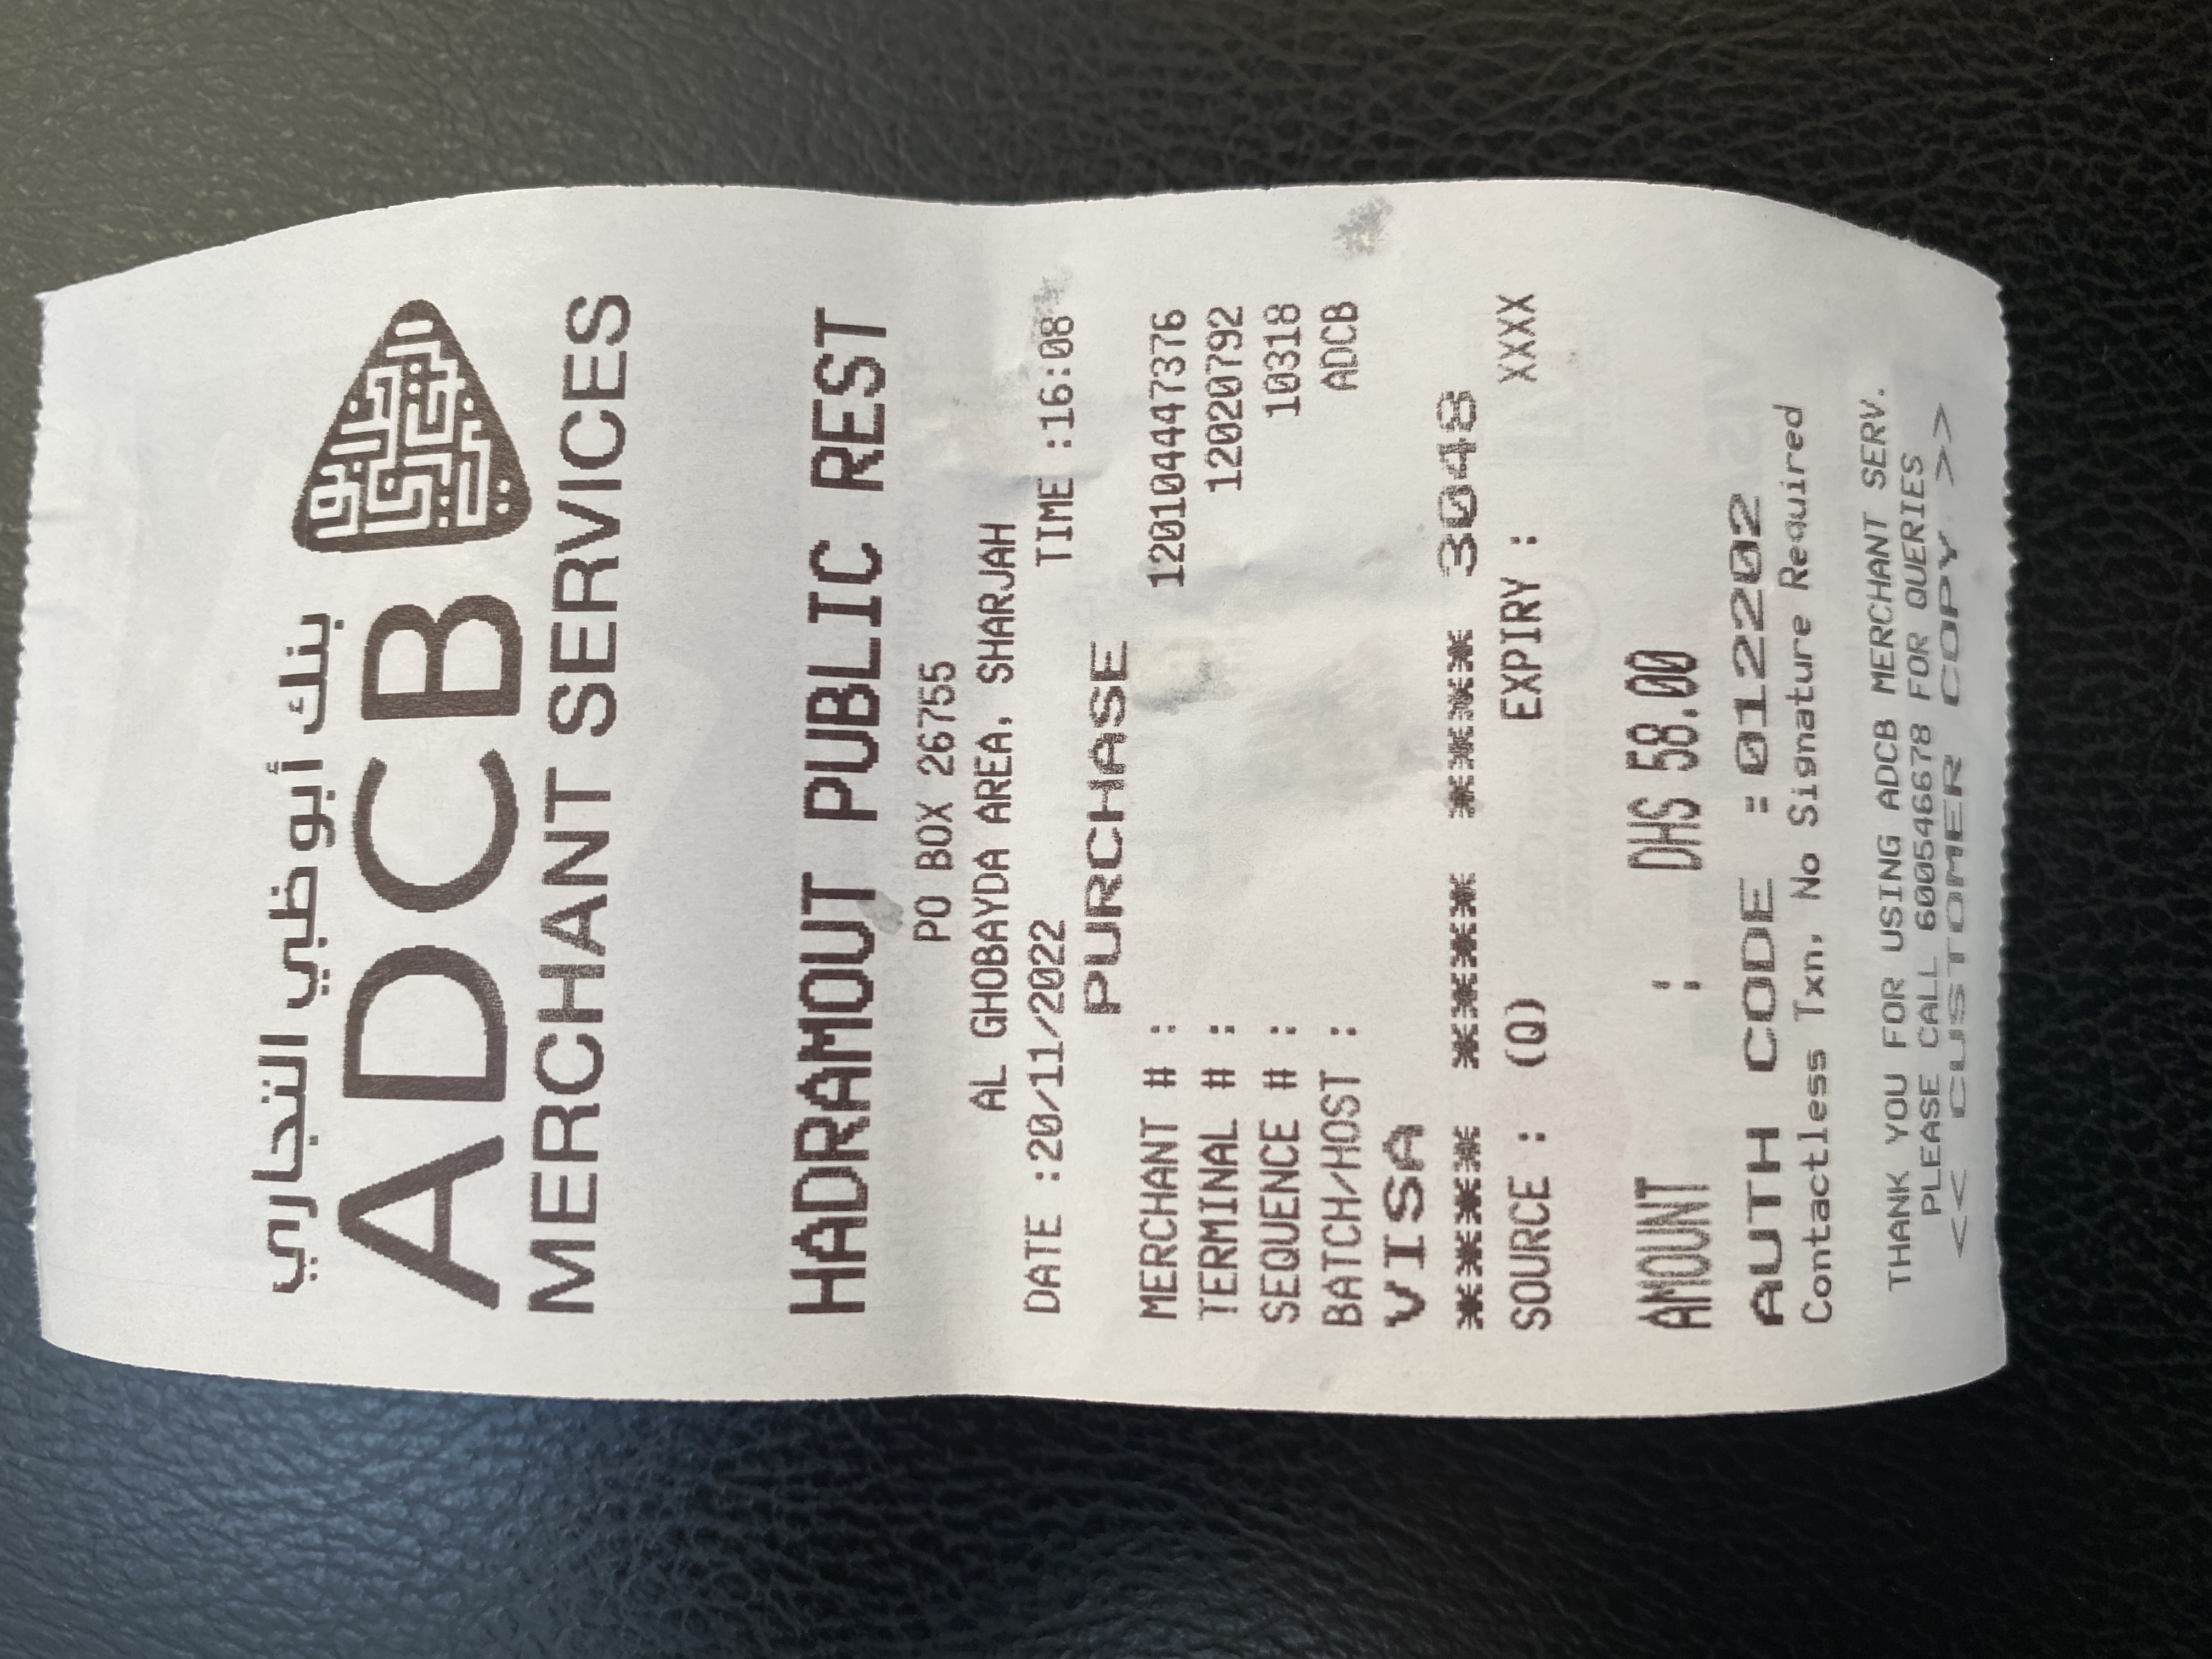 بنك أبوظبي التجاري
ADCB
MERCHANT SERVICES
HADRAMOUT PUBLIC REST
PO BOX 26755
AL GHOBAYDA AREA, SHARJAH
DATE :20/11/2022 TIME :16:08
PURCHASE
MERCHANT # : 120104447376
TERMINAL # : 12020792
SEQUENCE # : 10318
BATCH/HOST : ADCB
VISA
**** **** **** 3048
SOURCE : (Q) EXPIRY : XXXX
AMOUNT : DHS 58.00
AUTH CODE :012202
Contactless Txn, No Signature Required
THANK YOU FOR USING ADCB MERCHANT SERV.
PLEASE CALL 600546678 FOR QUERIES
<< CUSTOMER COPY >>